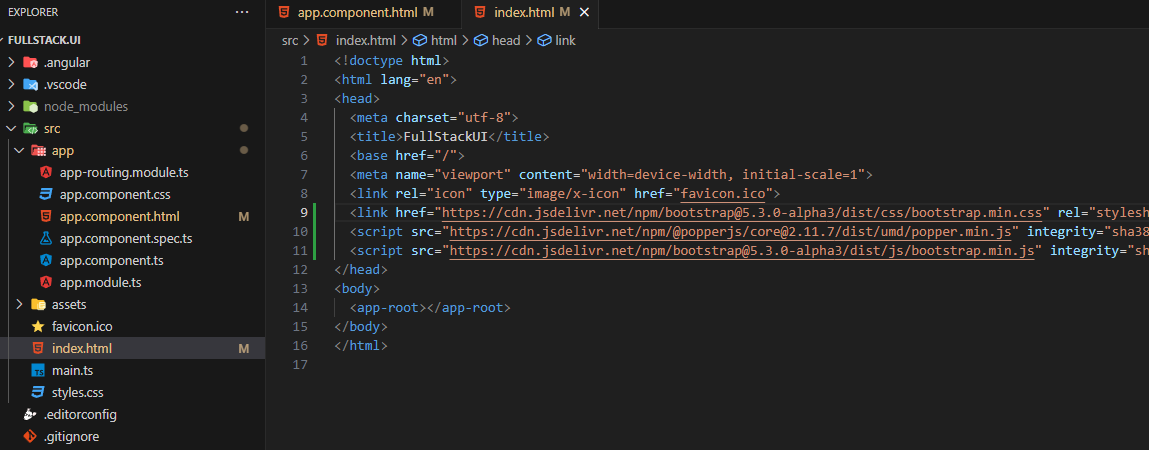 EXPLORER ...
FULLSTACK.UI
.angular
.vscode
node_modules
src
app
app-routing.module.ts
app.component.css
app.component.html M
app.component.spec.ts
app.component.ts
app.module.ts
assets
favicon.ico
index.html M
main.ts
styles.css
.editorconfig
.gitignore
app.component.html M
index.html M
src > index.html > html > head > link
1 <!doctype html>
2 <html lang="en">
3 <head>
4 <meta charset="utf-8">
5 <title>FullStackUI</title>
6 <base href="/">
7 <meta name="viewport" content="width=device-width, initial-scale=1">
8 <link rel="icon" type="image/x-icon" href="favicon.ico">
9 <link href="https://cdn.jsdelivr.net/npm/bootstrap@5.3.0-alpha3/dist/css/bootstrap.min.css" rel="stylesh
10 <script src="https://cdn.jsdelivr.net/npm/@popperjs/core@2.11.7/dist/umd/popper.min.js" integrity="sha38
11 <script src="https://cdn.jsdelivr.net/npm/bootstrap@5.3.0-alpha3/dist/js/bootstrap.min.js" integrity="sh
12 </head>
13 <body>
14 <app-root></app-root>
15 </body>
16 </html>
17